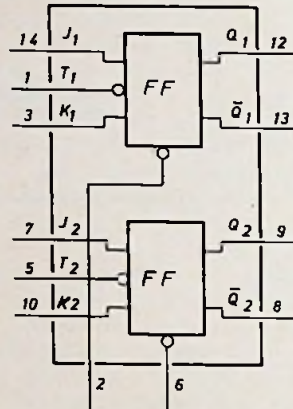 14 J₁ Q₁ 12
1 T₁ FF
3 K₁ Q̄₁ 13
7 J₂ Q₂ 9
5 T₂ FF
10 K₂ Q̄₂ 8
2 6